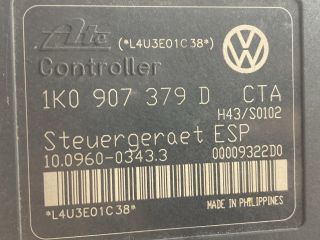 Ate (*L4U3E01C38*)
Controller
1K0 907 379 D CTA
H43/S0102
Steuergeraet ESP
10.0960-0343.3 00009322D0
*L4U3E01C38*
MADE IN
PHILIPPINES